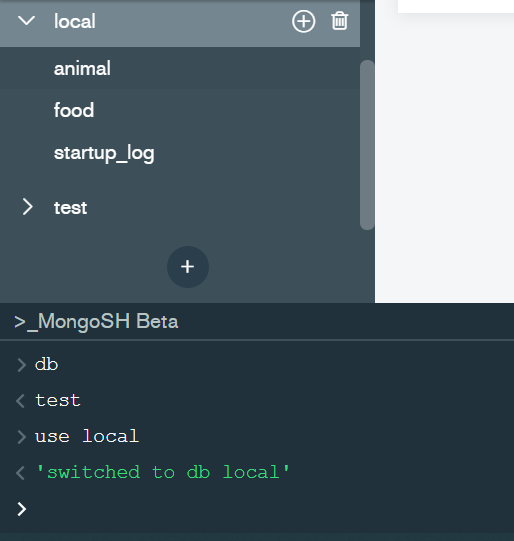 local
animal
food
startup_log
test
+
>_MongoSH Beta
> db
< test
> use local
< 'switched to db local'
>